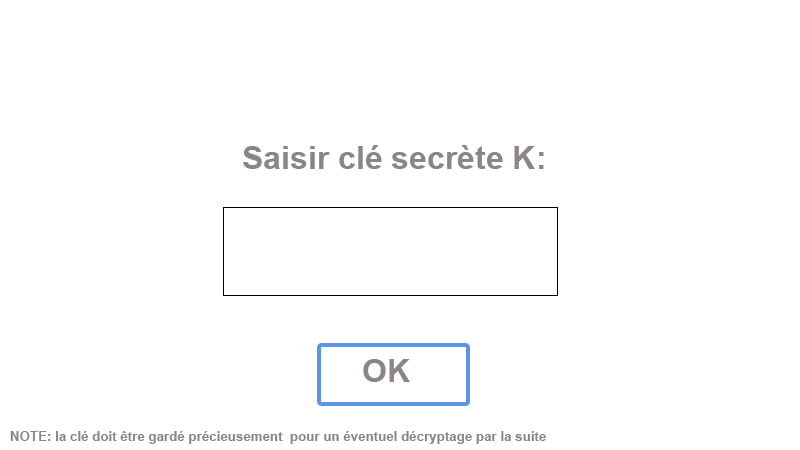 Saisir clé secrète K:
OK
NOTE: la clé doit être gardé précieusement  pour un éventuel décryptage par la suite